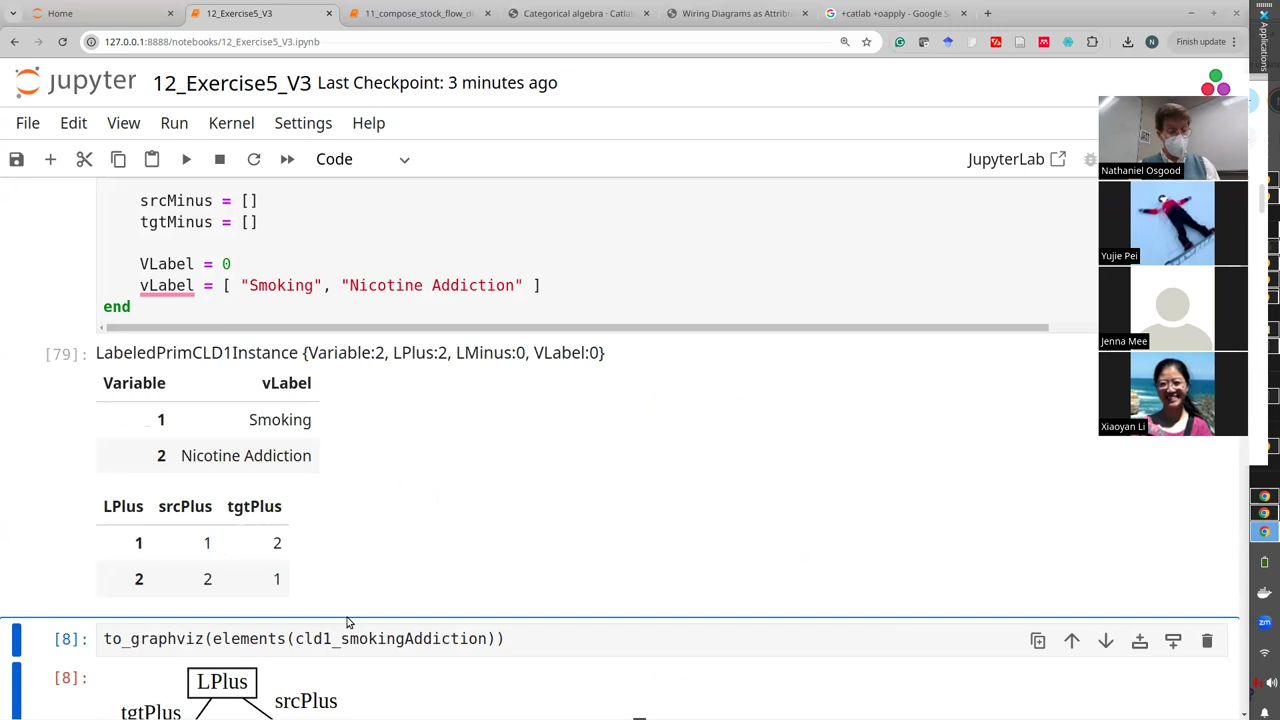 Home
12_Exercise5_V3
11_compose_stock_flow_di
Categorical algebra - Catlab
Wiring Diagrams as Attribu
+catlab +oapply - Google S
127.0.0.1:8888/notebooks/12_Exercise5_V3.ipynb
N
Finish update
Applications
jupyter
12_Exercise5_V3
Last Checkpoint: 3 minutes ago
File
Edit
View
Run
Kernel
Settings
Help
Code
JupyterLab
srcMinus = []
tgtMinus = []
VLabel = 0
vLabel = [ "Smoking", "Nicotine Addiction" ]
end
[79]:
LabeledPrimCLD1Instance {Variable:2, LPlus:2, LMinus:0, VLabel:0}
Variable vLabel
1 Smoking
2 Nicotine Addiction
LPlus srcPlus tgtPlus
1 1 2
2 2 1
[8]:
to_graphviz(elements(cld1_smokingAddiction))
[8]:
LPlus
srcPlus
tgtPlus
Nathaniel Osgood
Yujie Pei
Jenna Mee
Xiaoyan Li
zm